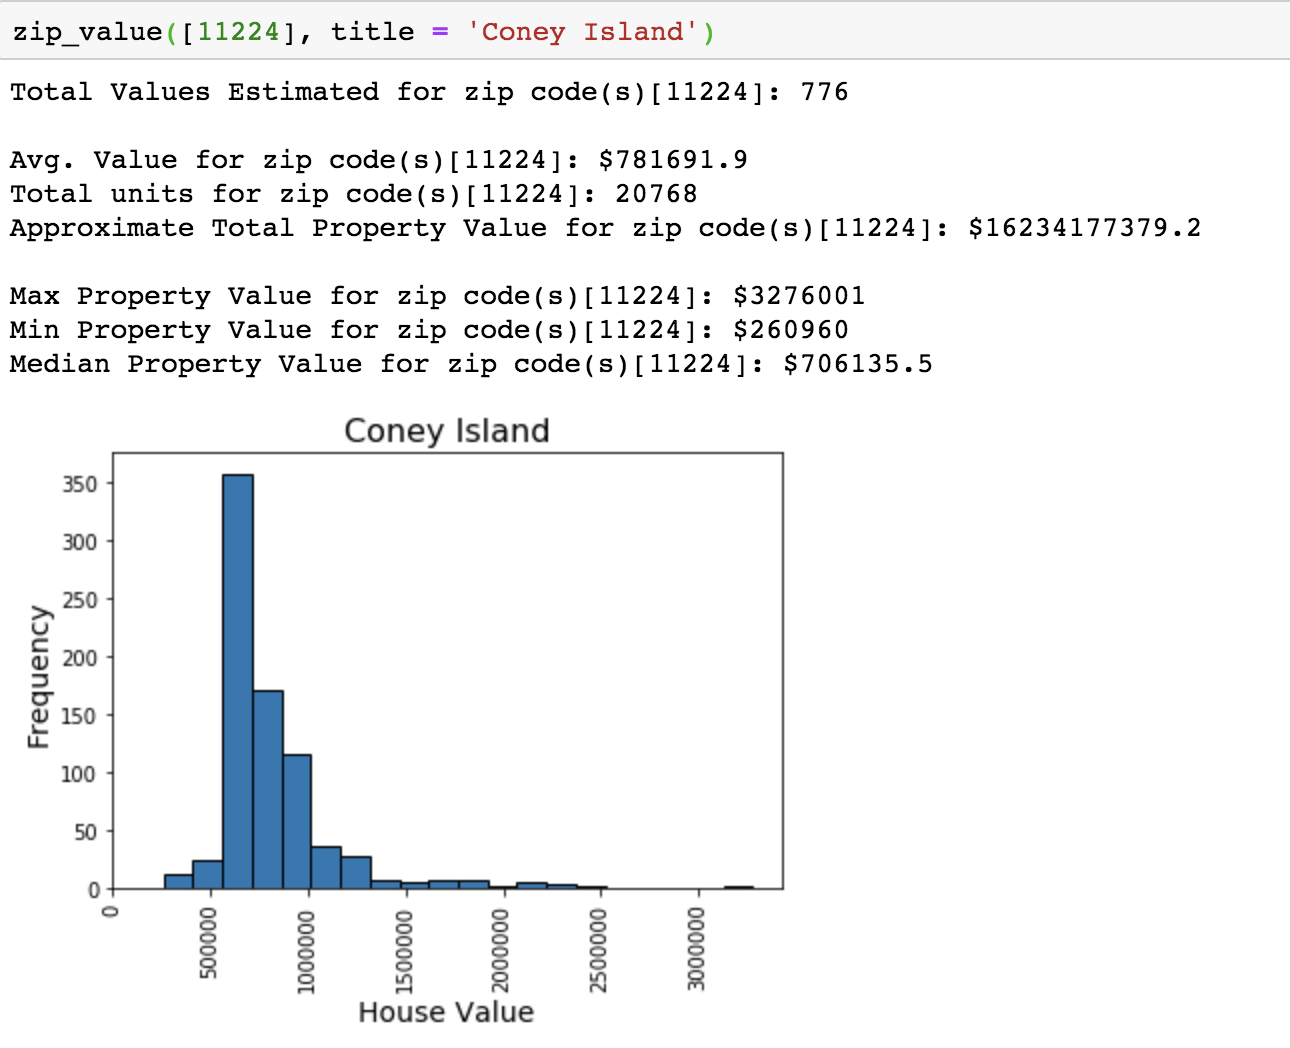 zip_value([11224], title = 'Coney Island')
Total Values Estimated for zip code(s)[11224]: 776
Avg. Value for zip code(s)[11224]: $781691.9
Total units for zip code(s)[11224]: 20768
Approximate Total Property Value for zip code(s)[11224]: $16234177379.2
Max Property Value for zip code(s)[11224]: $3276001
Min Property Value for zip code(s)[11224]: $260960
Median Property Value for zip code(s)[11224]: $706135.5
Coney Island
Frequency
350
300
250
200
150
100
50
0
0
500000
1000000
1500000
2000000
2500000
3000000
House Value